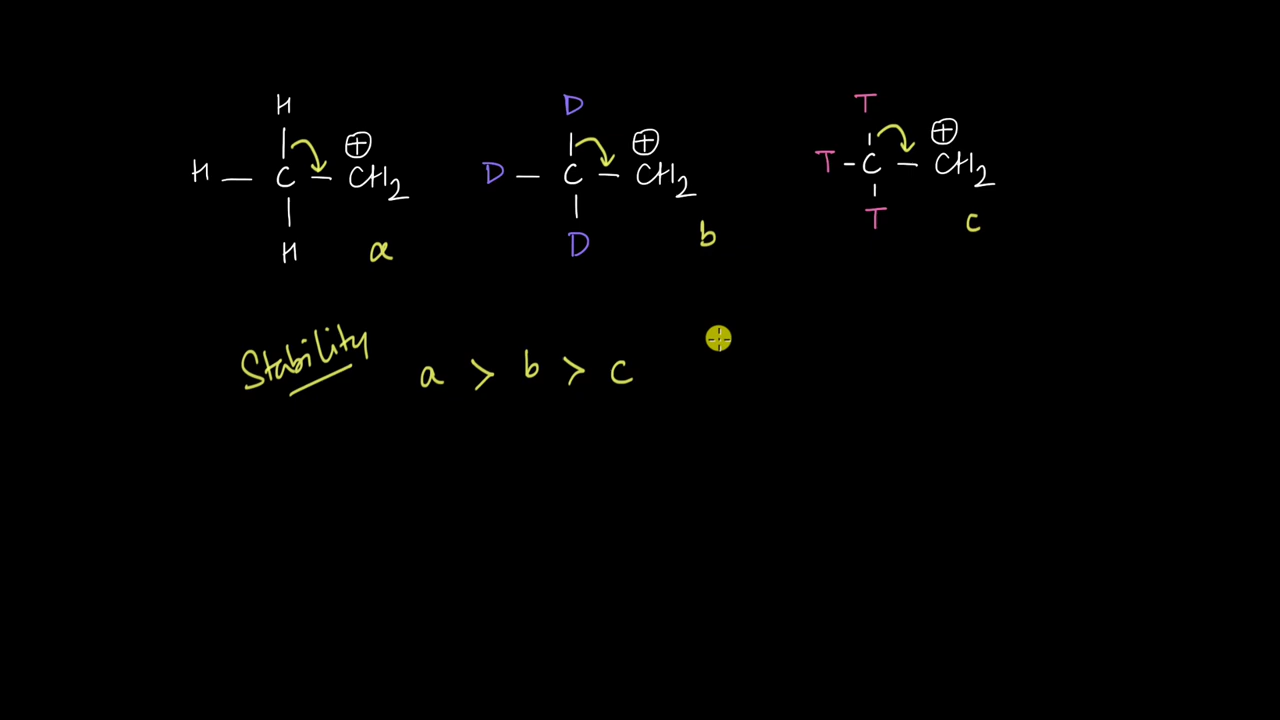 H D T
H — C — CH₂ ⊕ D — C — CH₂ ⊕ T - C — CH₂ ⊕
H a D b T c
Stability a > b > c